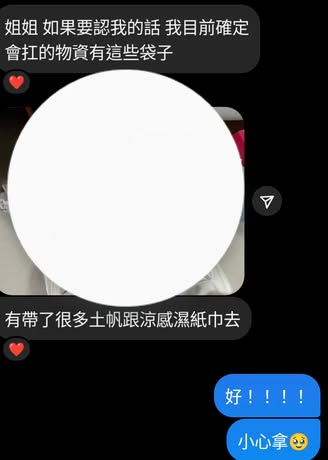 姐姐 如果要認我的話 我目前確定
會扛的物資有這些袋子
有帶了很多土帆跟涼感濕紙巾去
好！！！！
小心拿🥹